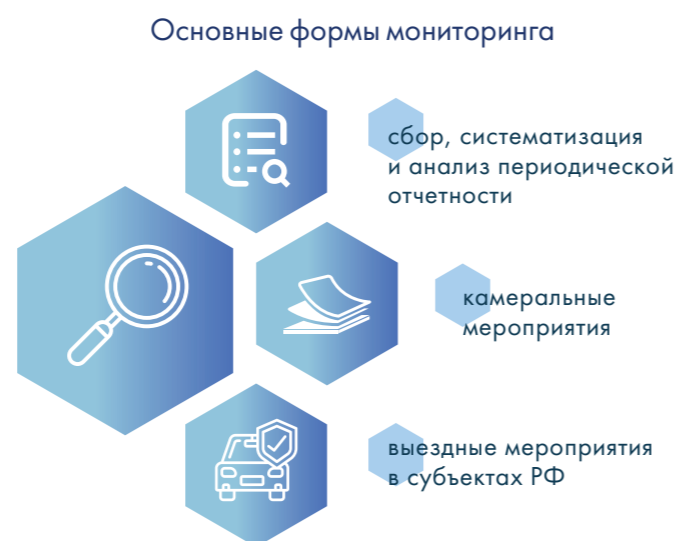 Основные формы мониторинга
сбор, систематизация
и анализ периодической
отчетности
камеральные
мероприятия
выездные мероприятия
в субъектах РФ